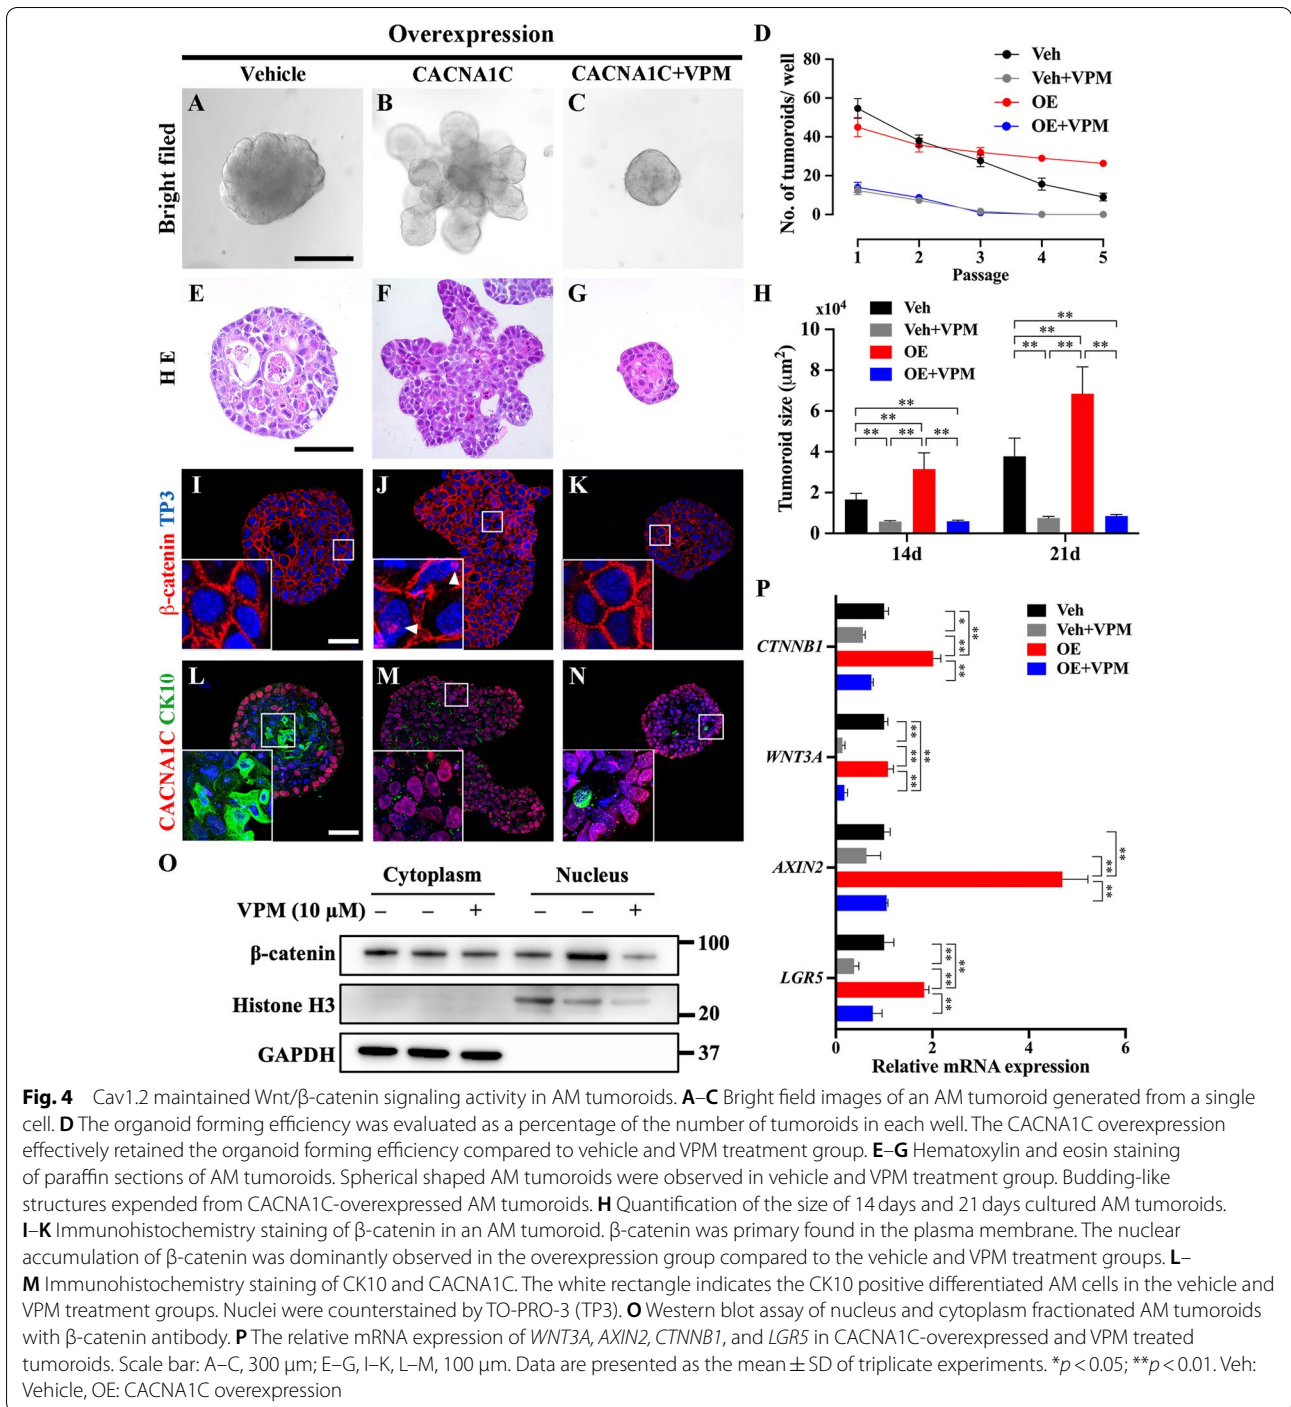 Overexpression
Vehicle CACNA1C CACNA1C+VPM
Bright filed
A B C
H E
E F G
β-catenin TP3
I J K
CACNA1C CK10
L M N
D
No. of tumoroids/ well
80
60
40
20
0
1 2 3 4 5
Passage
Veh
Veh+VPM
OE
OE+VPM
H
x10⁴
Tumoroid size (μm²)
10
8
6
4
2
0
14d 21d
Veh
Veh+VPM
OE
OE+VPM
**
**
** ** **
**
**
** ** **
O
Cytoplasm Nucleus
VPM (10 μM) – – + – – +
β-catenin 100
Histone H3 20
GAPDH 37
P
Veh
Veh+VPM
OE
OE+VPM
CTNNB1 * ** ** **
WNT3A ** ** ** **
AXIN2 ** ** **
LGR5 ** ** ** **
0 2 4 6
Relative mRNA expression
Fig. 4 Cav1.2 maintained Wnt/β-catenin signaling activity in AM tumoroids. A–C Bright field images of an AM tumoroid generated from a single
cell. D The organoid forming efficiency was evaluated as a percentage of the number of tumoroids in each well. The CACNA1C overexpression
effectively retained the organoid forming efficiency compared to vehicle and VPM treatment group. E–G Hematoxylin and eosin staining
of paraffin sections of AM tumoroids. Spherical shaped AM tumoroids were observed in vehicle and VPM treatment group. Budding-like
structures expended from CACNA1C-overexpressed AM tumoroids. H Quantification of the size of 14 days and 21 days cultured AM tumoroids.
I–K Immunohistochemistry staining of β-catenin in an AM tumoroid. β-catenin was primary found in the plasma membrane. The nuclear
accumulation of β-catenin was dominantly observed in the overexpression group compared to the vehicle and VPM treatment groups. L–
M Immunohistochemistry staining of CK10 and CACNA1C. The white rectangle indicates the CK10 positive differentiated AM cells in the vehicle and
VPM treatment groups. Nuclei were counterstained by TO-PRO-3 (TP3). O Western blot assay of nucleus and cytoplasm fractionated AM tumoroids
with β-catenin antibody. P The relative mRNA expression of WNT3A, AXIN2, CTNNB1, and LGR5 in CACNA1C-overexpressed and VPM treated
tumoroids. Scale bar: A–C, 300 μm; E–G, I–K, L–M, 100 μm. Data are presented as the mean ± SD of triplicate experiments. *p < 0.05; **p < 0.01. Veh:
Vehicle, OE: CACNA1C overexpression